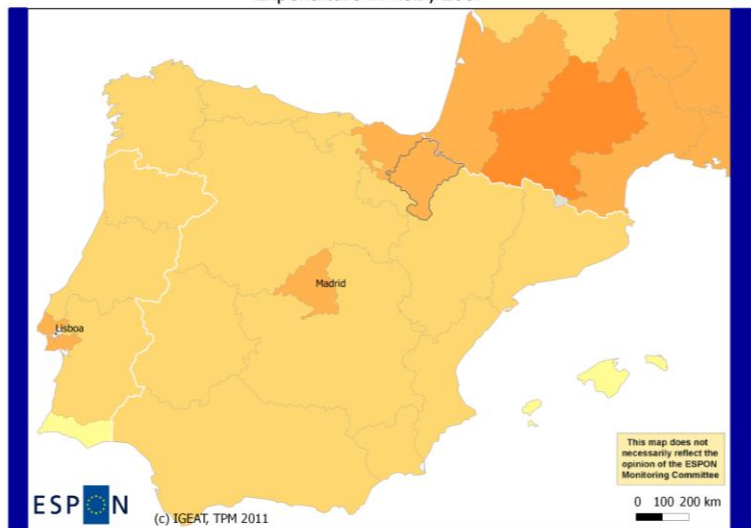 Madrid
Lisboa
This map does not
necessarily reflect the
opinion of the ESPON
Monitoring Committee
ESPON
(c) IGEAT, TPM 2011
0 100 200 km